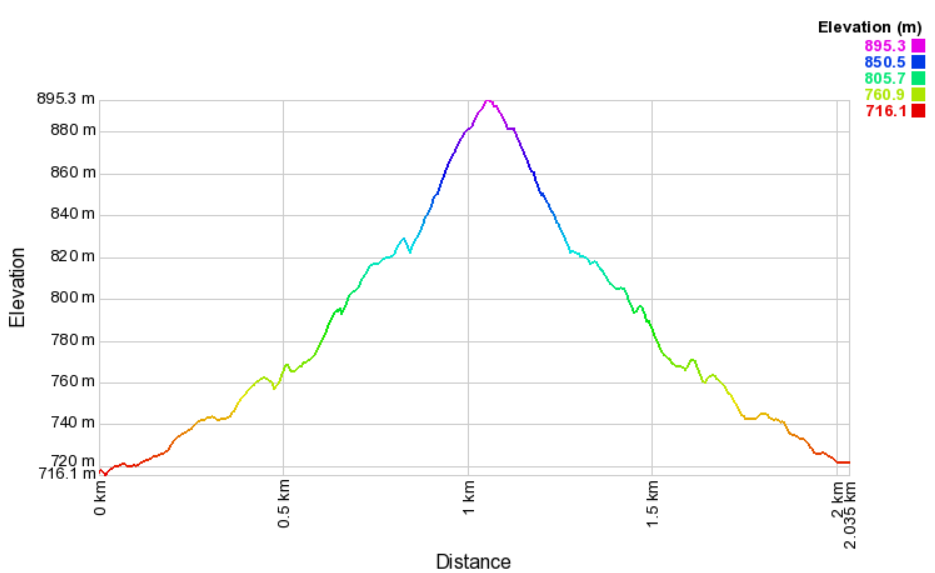 Elevation (m)
895.3
850.5
805.7
760.9
716.1
895.3 m
880 m
860 m
840 m
820 m
800 m
780 m
760 m
740 m
720 m
716.1 m
Elevation
0 km
0.5 km
1 km
1.5 km
2 km
2.035 km
Distance